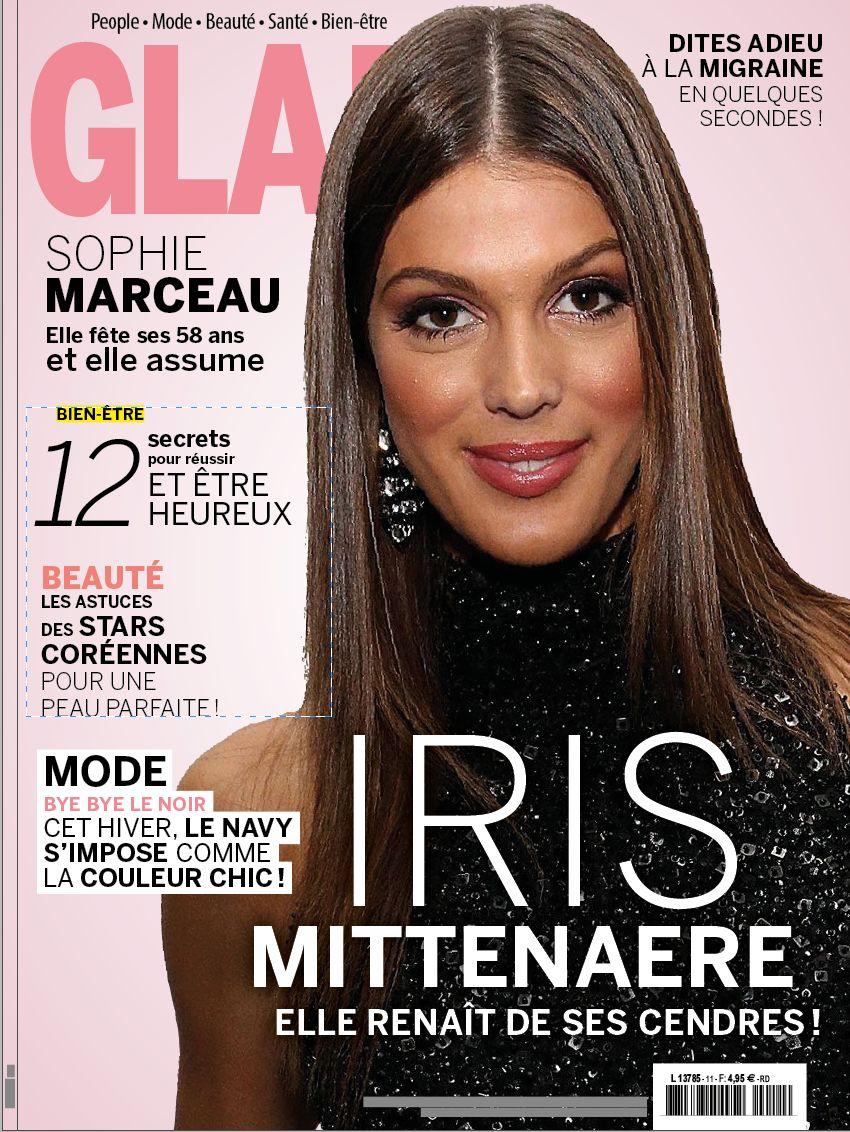 People • Mode • Beauté • Santé • Bien-être
GLA
DITES ADIEU
À LA MIGRAINE
EN QUELQUES
SECONDES !
SOPHIE
MARCEAU
Elle fête ses 58 ans
et elle assume
BIEN-ÊTRE
12
secrets
pour réussir
ET ÊTRE
HEUREUX
BEAUTÉ
LES ASTUCES
DES STARS
CORÉENNES
POUR UNE
PEAU PARFAITE !
MODE
BYE BYE LE NOIR
CET HIVER, LE NAVY
S’IMPOSE COMME
LA COULEUR CHIC !
IRIS
MITTENAERE
ELLE RENAÎT DE SES CENDRES !
L 13785 - 11 - F: 4,95 € - RD